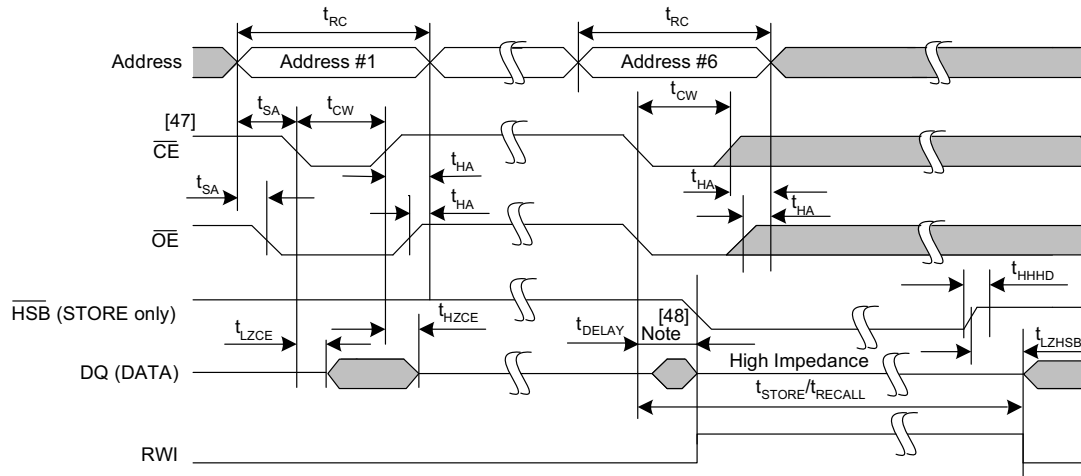 tRC tRC
Address Address #1 Address #6
tSA tCW tCW
[47]
CE
tHA tHA
tSA tHA tHA
OE
tHHHD
HSB (STORE only)
tHZCE tDELAY [48]
Note
tLZCE tLZHSB
High Impedance
DQ (DATA)
tSTORE/tRECALL
RWI